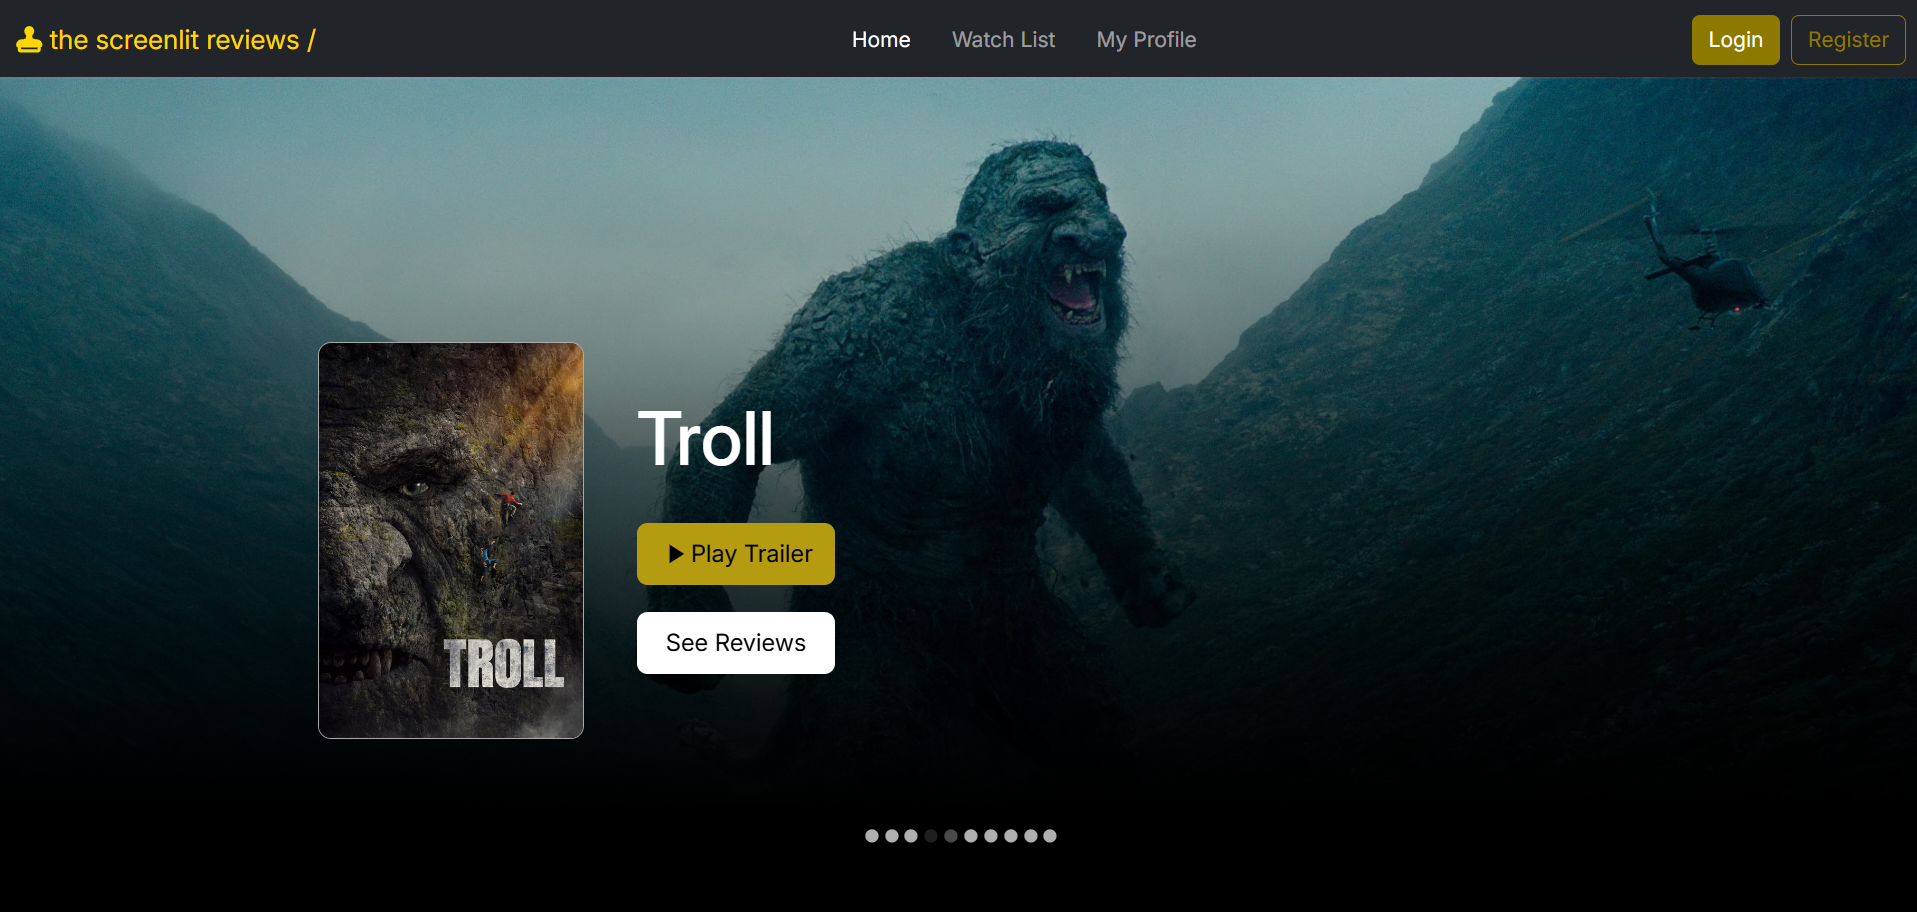 the screenlit reviews /
Home
Watch List
My Profile
Login
Register
Troll
Play Trailer
See Reviews
TROLL